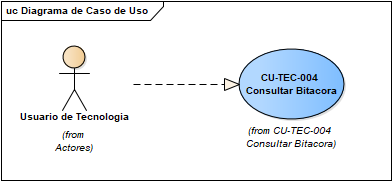 uc Diagrama de Caso de Uso
Usuario de Tecnologia
(from
Actores)
CU-TEC-004
Consultar Bitacora
(from CU-TEC-004
Consultar Bitacora)